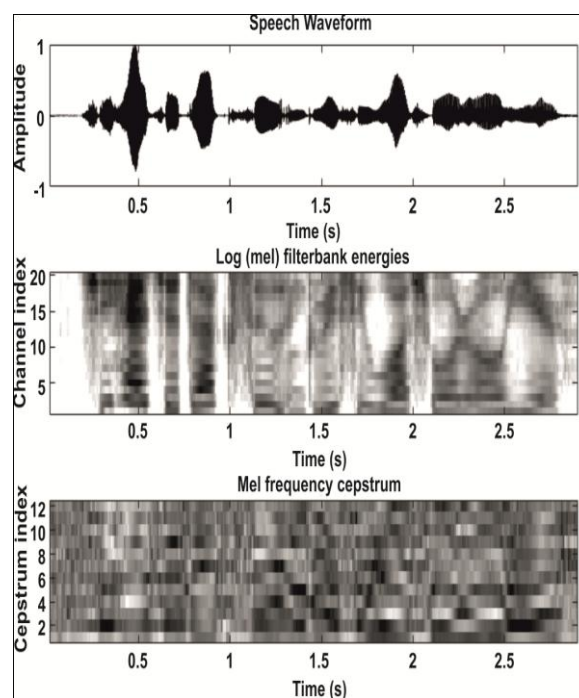 Speech Waveform
Amplitude
1
0
-1
0.5 1 1.5 2 2.5
Time (s)
Log (mel) filterbank energies
Channel index
20
15
10
5
0.5 1 1.5 2 2.5
Time (s)
Mel frequency cepstrum
Cepstrum index
12
10
8
6
4
2
0.5 1 1.5 2 2.5
Time (s)